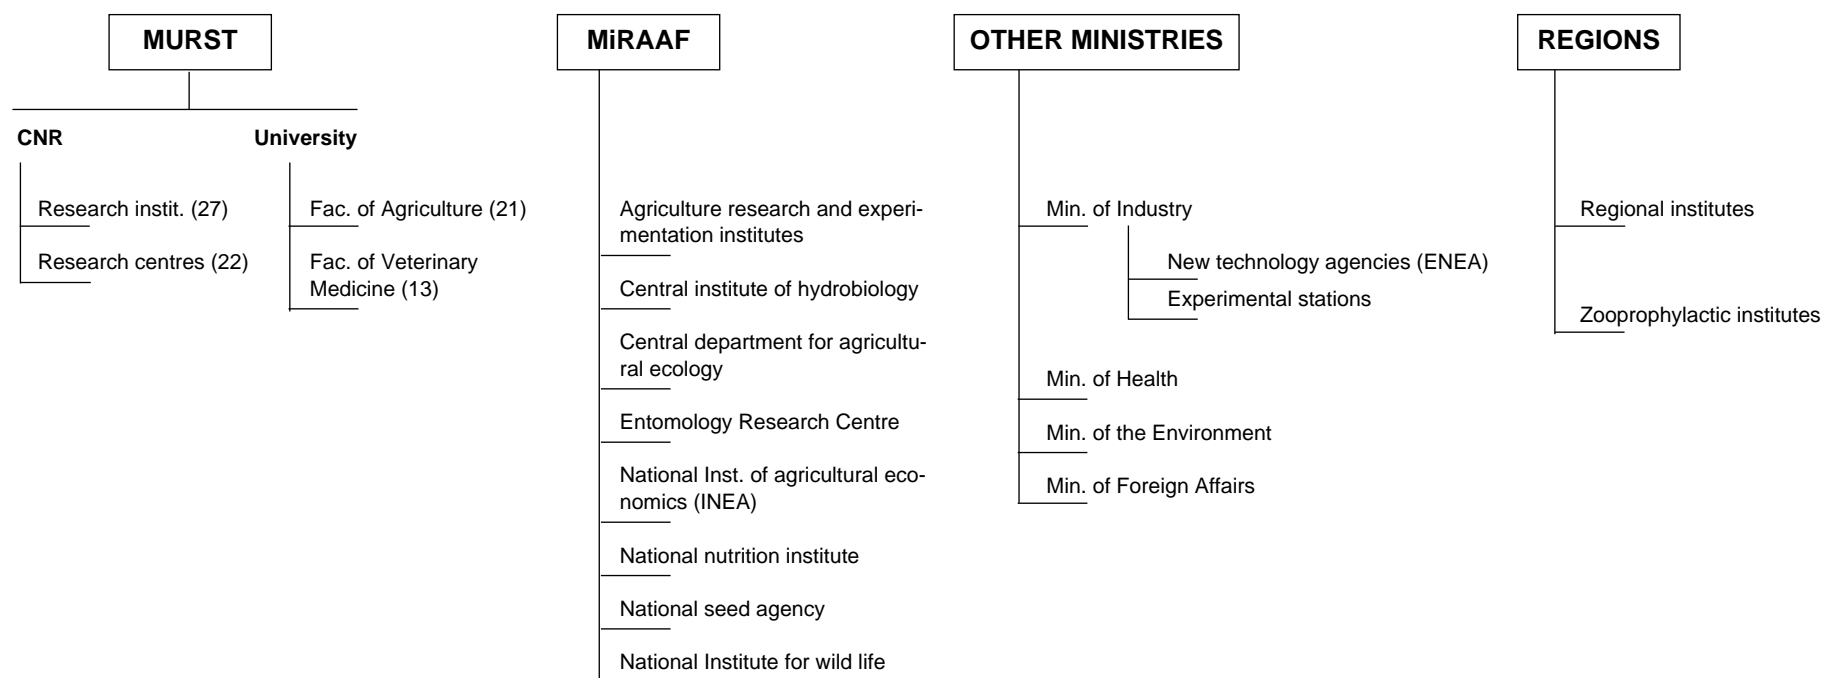 MURST
CNR
Research instit. (27)
Research centres (22)
University
Fac. of Agriculture (21)
Fac. of Veterinary
Medicine (13)
MiRAAF
Agriculture research and experi-
mentation institutes
Central institute of hydrobiology
Central department for agricultu-
ral ecology
Entomology Research Centre
National Inst. of agricultural eco-
nomics (INEA)
National nutrition institute
National seed agency
National Institute for wild life
OTHER MINISTRIES
Min. of Industry
New technology agencies (ENEA)
Experimental stations
Min. of Health
Min. of the Environment
Min. of Foreign Affairs
REGIONS
Regional institutes
Zooprophylactic institutes